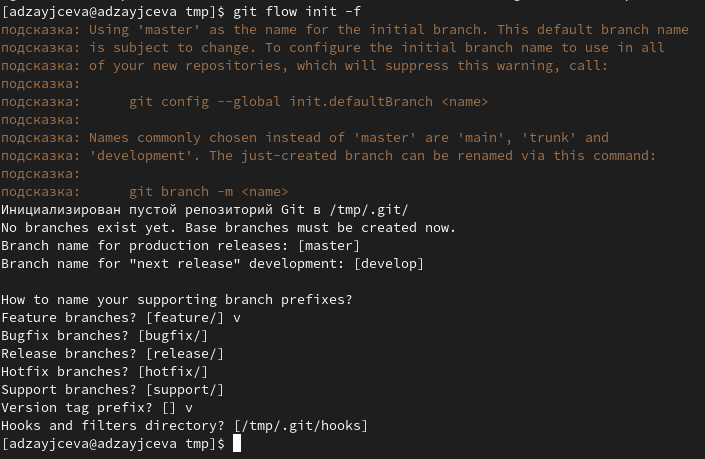 [adzayjceva@adzayjceva tmp]$ git flow init -f
подсказка: Using 'master' as the name for the initial branch. This default branch name
подсказка: is subject to change. To configure the initial branch name to use in all
подсказка: of your new repositories, which will suppress this warning, call:
подсказка:
подсказка:      git config --global init.defaultBranch <name>
подсказка:
подсказка: Names commonly chosen instead of 'master' are 'main', 'trunk' and
подсказка: 'development'. The just-created branch can be renamed via this command:
подсказка:
подсказка:      git branch -m <name>
Инициализирован пустой репозиторий Git в /tmp/.git/
No branches exist yet. Base branches must be created now.
Branch name for production releases: [master]
Branch name for "next release" development: [develop]

How to name your supporting branch prefixes?
Feature branches? [feature/] v
Bugfix branches? [bugfix/]
Release branches? [release/]
Hotfix branches? [hotfix/]
Support branches? [support/]
Version tag prefix? [] v
Hooks and filters directory? [/tmp/.git/hooks]
[adzayjceva@adzayjceva tmp]$